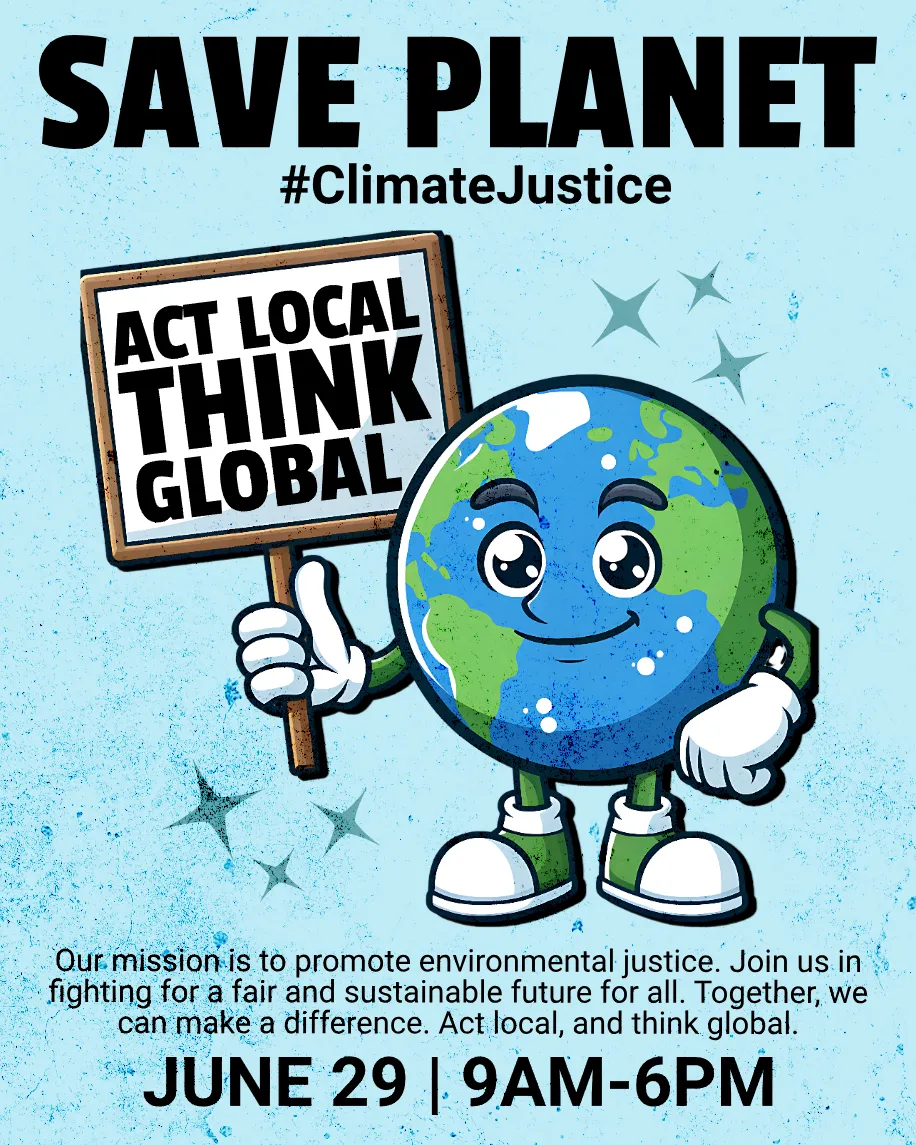 SAVE PLANET
#ClimateJustice
ACT LOCAL
THINK
GLOBAL
Our mission is to promote environmental justice. Join us in
fighting for a fair and sustainable future for all. Together, we
can make a difference. Act local, and think global.
JUNE 29 | 9AM-6PM